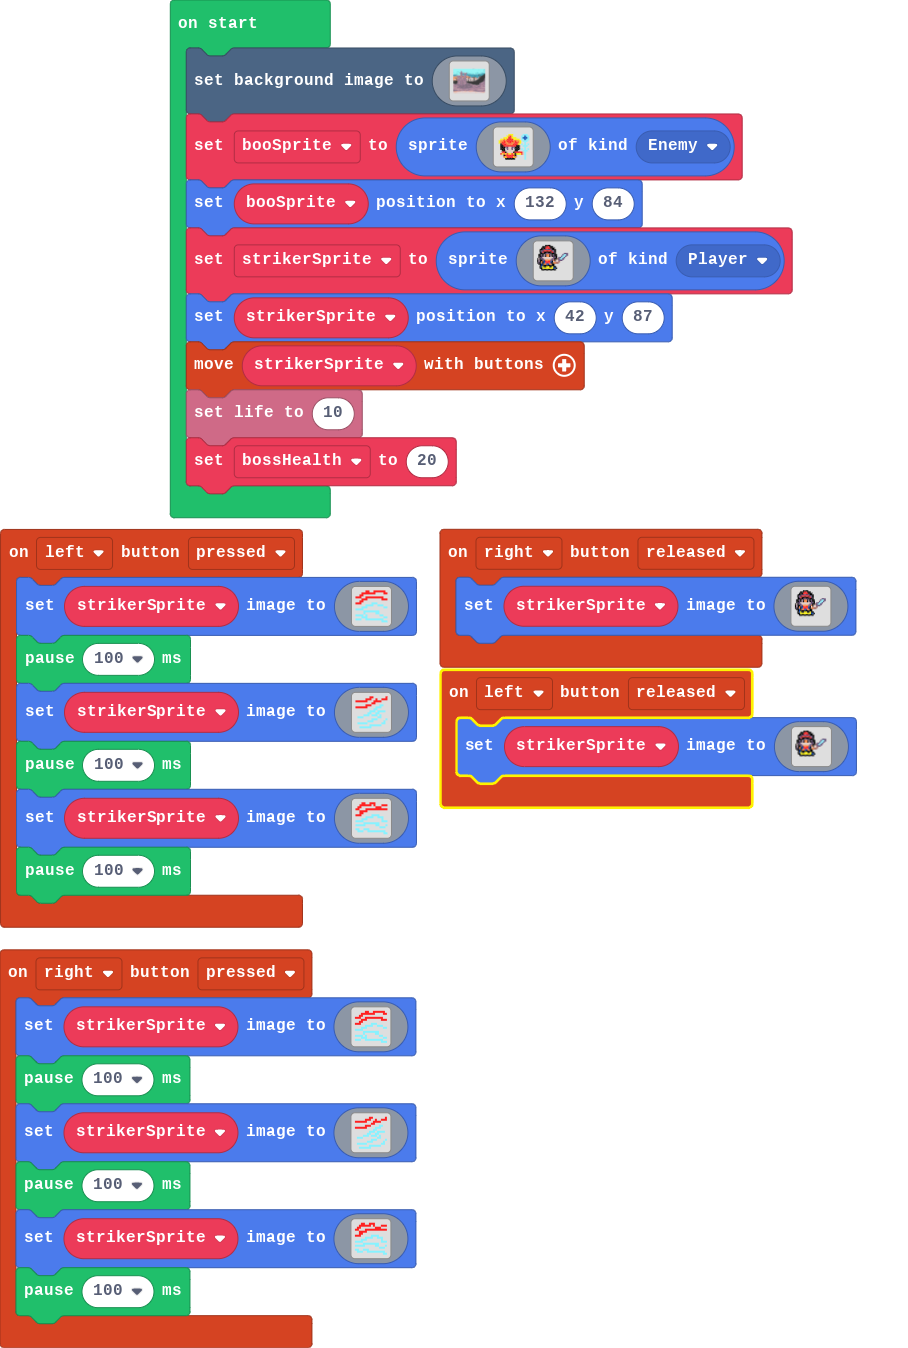 on start
set background image to
set booSprite to sprite of kind Enemy
set booSprite position to x 132 y 84
set strikerSprite to sprite of kind Player
set strikerSprite position to x 42 y 87
move strikerSprite with buttons
set life to 10
set bossHealth to 20
on left button pressed
set strikerSprite image to
pause 100 ms
set strikerSprite image to
pause 100 ms
set strikerSprite image to
pause 100 ms
on right button released
set strikerSprite image to
on left button released
set strikerSprite image to
on right button pressed
set strikerSprite image to
pause 100 ms
set strikerSprite image to
pause 100 ms
set strikerSprite image to
pause 100 ms